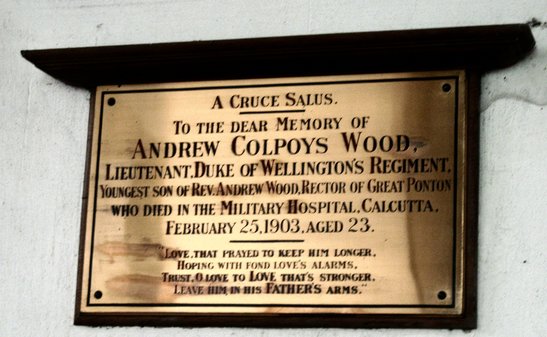 A CRUCE SALUS.
TO THE DEAR MEMORY OF
ANDREW COLPOYS WOOD,
LIEUTENANT, DUKE OF WELLINGTON'S REGIMENT,
YOUNGEST SON OF REV. ANDREW WOOD, RECTOR OF GREAT PONTON
WHO DIED IN THE MILITARY HOSPITAL, CALCUTTA,
FEBRUARY 25, 1903, AGED 23.
"LOVE, THAT PRAYED TO KEEP HIM LONGER,
HOPING WITH FOND LOVE'S ALARMS,
TRUST, O LOVE TO LOVE THAT'S STRONGER,
LEAVE HIM IN HIS FATHER'S ARMS."